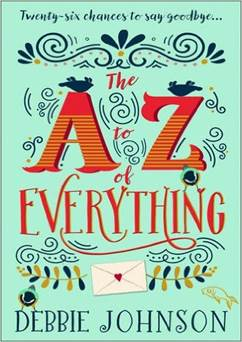 Twenty-six chances to say goodbye...
The
A to Z
of
EVERYTHING
DEBBIE JOHNSON